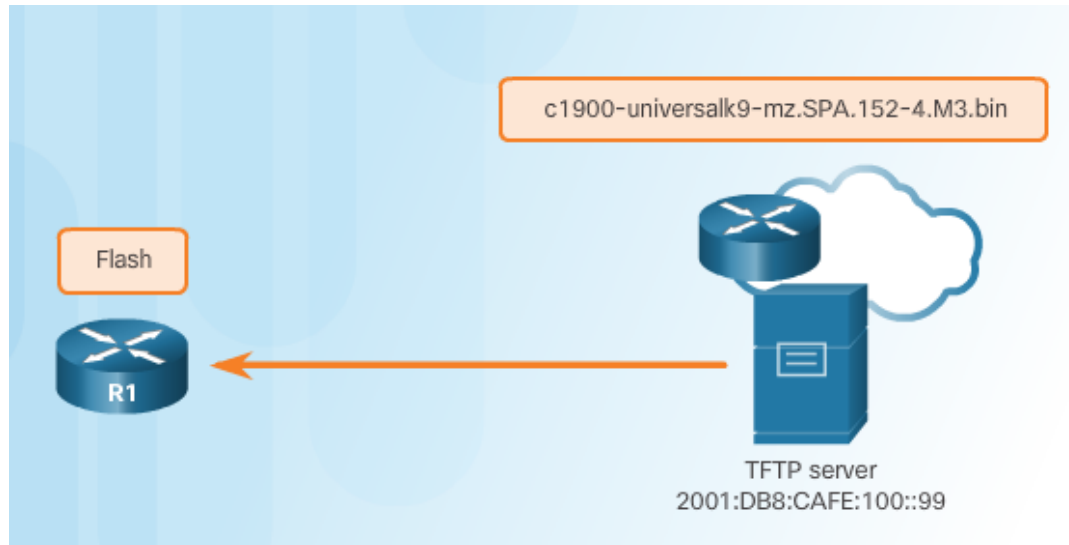 c1900-universalk9-mz.SPA.152-4.M3.bin
Flash
R1
TFTP server
2001:DB8:CAFE:100::99